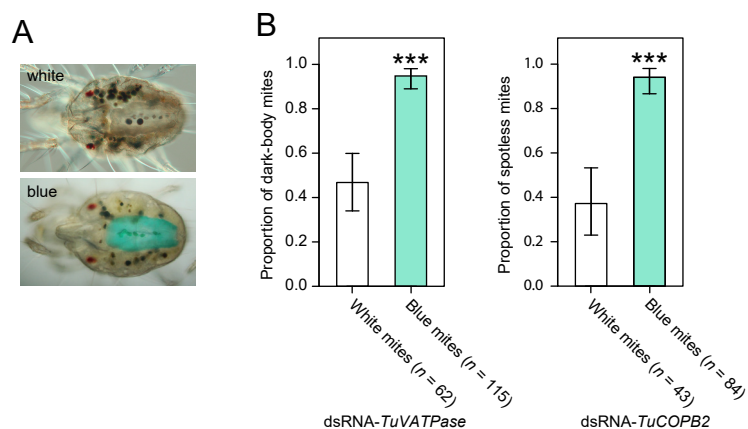 A
white
blue
B
Proportion of dark-body mites
1.0
0.8
0.6
0.4
0.2
0.0
***
White mites (n = 62)
Blue mites (n = 115)
dsRNA-TuVATPase
Proportion of spotless mites
1.0
0.8
0.6
0.4
0.2
0.0
***
White mites (n = 43)
Blue mites (n = 84)
dsRNA-TuCOPB2